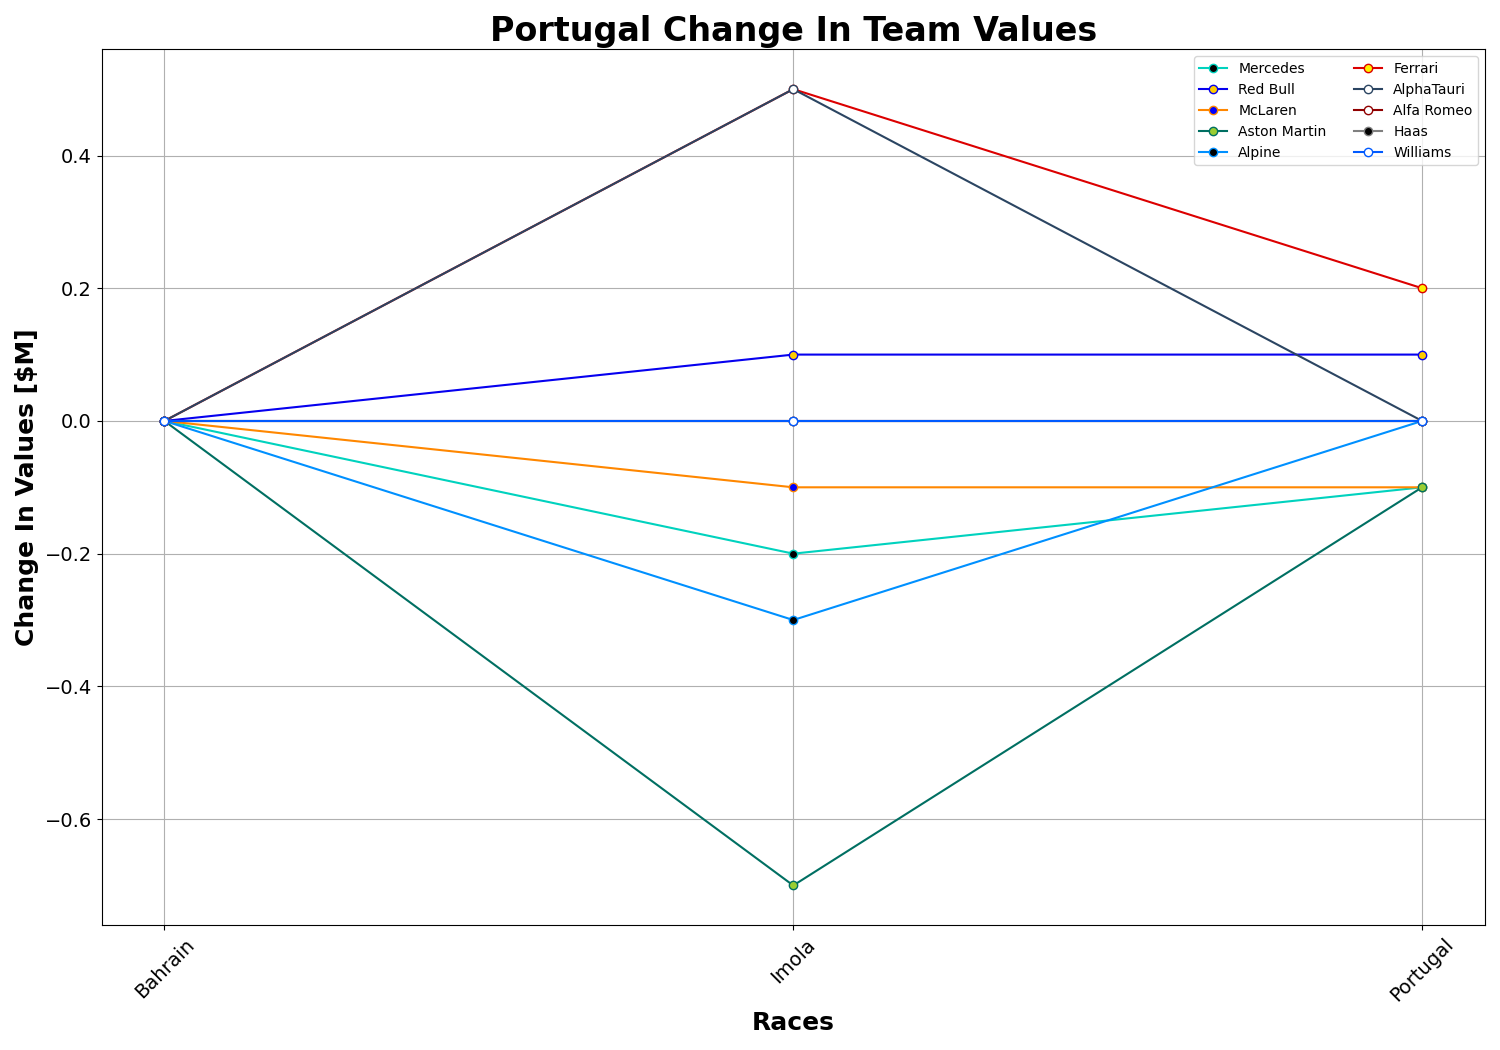 Portugal Change In Team Values
Mercedes
Red Bull
McLaren
Aston Martin
Alpine
Ferrari
AlphaTauri
Alfa Romeo
Haas
Williams
Change In Values [$M]
0.4
0.2
0.0
−0.2
−0.4
−0.6
Bahrain
Imola
Portugal
Races